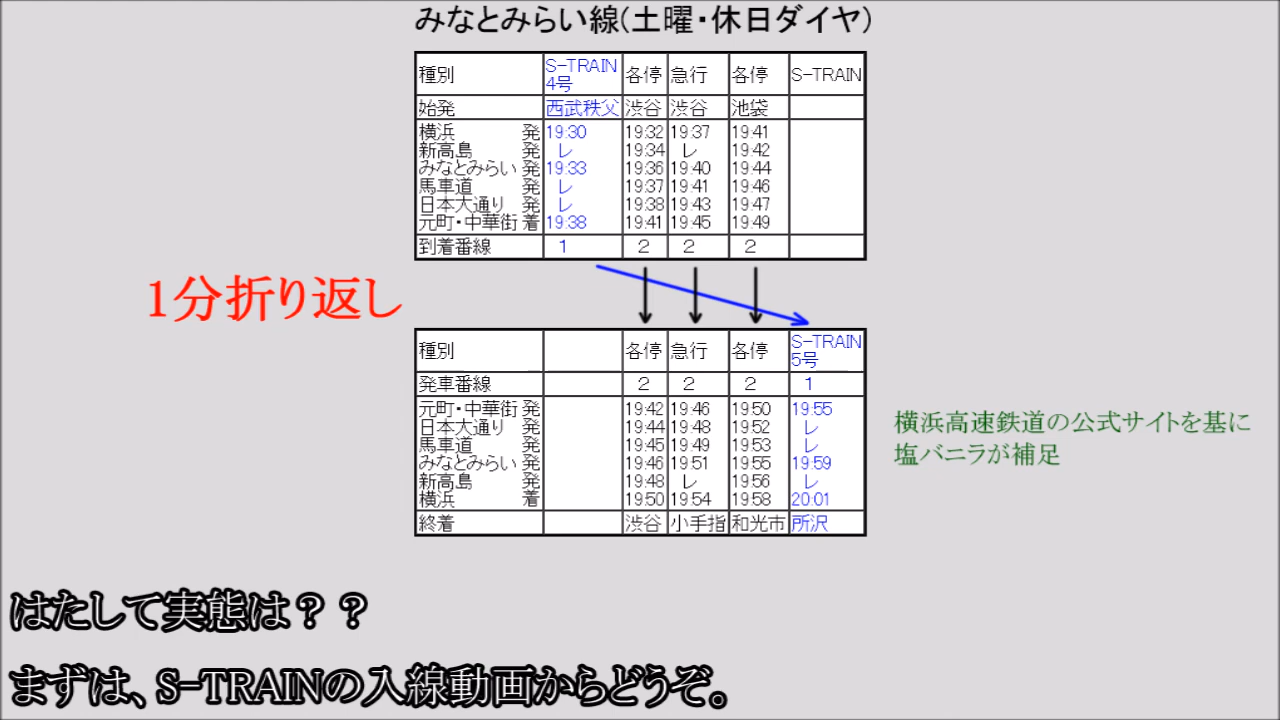 みなとみらい線(土曜・休日ダイヤ)
種別 S-TRAIN 4号 各停 急行 各停 S-TRAIN
始発 西武秩父 渋谷 渋谷 池袋
横浜 発 19:30 19:32 19:37 19:41
新高島 発 レ 19:34 レ 19:42
みなとみらい 発 19:33 19:36 19:40 19:44
馬車道 発 レ 19:37 19:41 19:46
日本大通り 発 レ 19:38 19:43 19:47
元町・中華街 着 19:38 19:41 19:45 19:49
到着番線 1 2 2 2
1分折り返し
種別 各停 急行 各停 S-TRAIN 5号
発車番線 2 2 2 1
元町・中華街 発 19:42 19:46 19:50 19:55
日本大通り 発 19:44 19:48 19:52 レ
馬車道 発 19:45 19:49 19:53 レ
みなとみらい 発 19:46 19:51 19:55 19:59
新高島 発 19:48 レ 19:56 レ
横浜 着 19:50 19:54 19:58 20:01
終着 渋谷 小手指 和光市 所沢
横浜高速鉄道の公式サイトを基に
塩バニラが補足
はたして実態は？？
まずは、S-TRAINの入線動画からどうぞ。